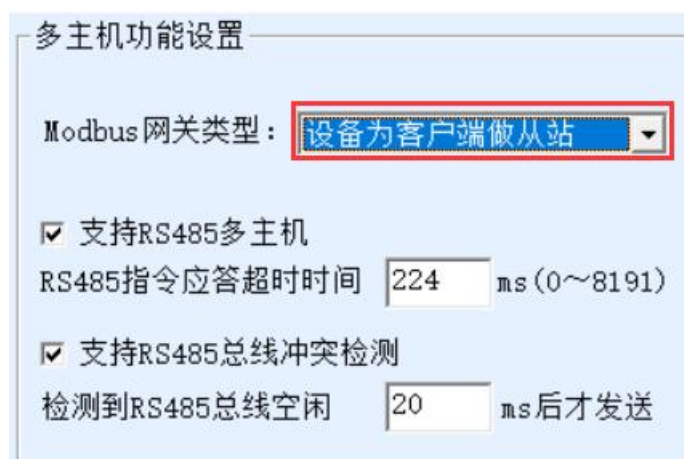 多主机功能设置
Modbus网关类型：设备为客户端做从站
支持RS485多主机
RS485指令应答超时时间 224 ms(0～8191)
支持RS485总线冲突检测
检测到RS485总线空闲 20 ms后才发送